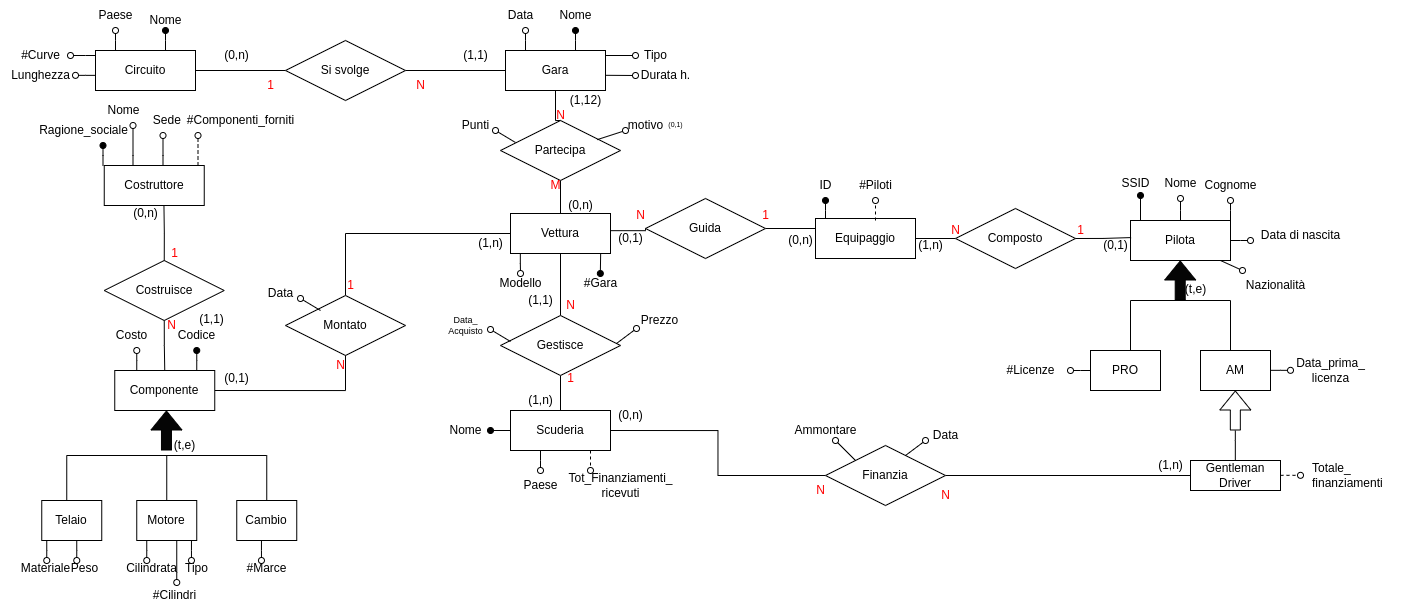 Paese
Nome
#Curve
Lunghezza
Circuito
(0,n)
1
Si svolge
(1,1)
N
Data
Nome
Gara
Tipo
Durata h.
(1,12)
N
Punti
motivo (0,1)
Partecipa
M
(0,n)
Nome
Ragione_sociale
Sede
#Componenti_forniti
Costruttore
(0,n)
1
Costruisce
N
(1,1)
Costo
Codice
Componente
(0,1)
(t,e)
Telaio
Motore
Cambio
Materiale
Peso
Cilindrata
Tipo
#Cilindri
#Marce
Data
1
Montato
N
(1,n)
Vettura
(0,1)
Modello
#Gara
(1,1)
N
Data_
Acquisto
Prezzo
Gestisce
1
(1,n)
Nome
Scuderia
(0,n)
Paese
Tot_Finanziamenti_
ricevuti
N
Guida
1
ID
#Piloti
(0,n)
Equipaggio
(1,n)
N
Composto
1
(0,1)
SSID
Nome
Cognome
Pilota
Data di nascita
Nazionalità
(t,e)
#Licenze
PRO
AM
Data_prima_
licenza
Ammontare
Data
N
Finanzia
N
(1,n)
Gentleman
Driver
Totale_
finanziamenti